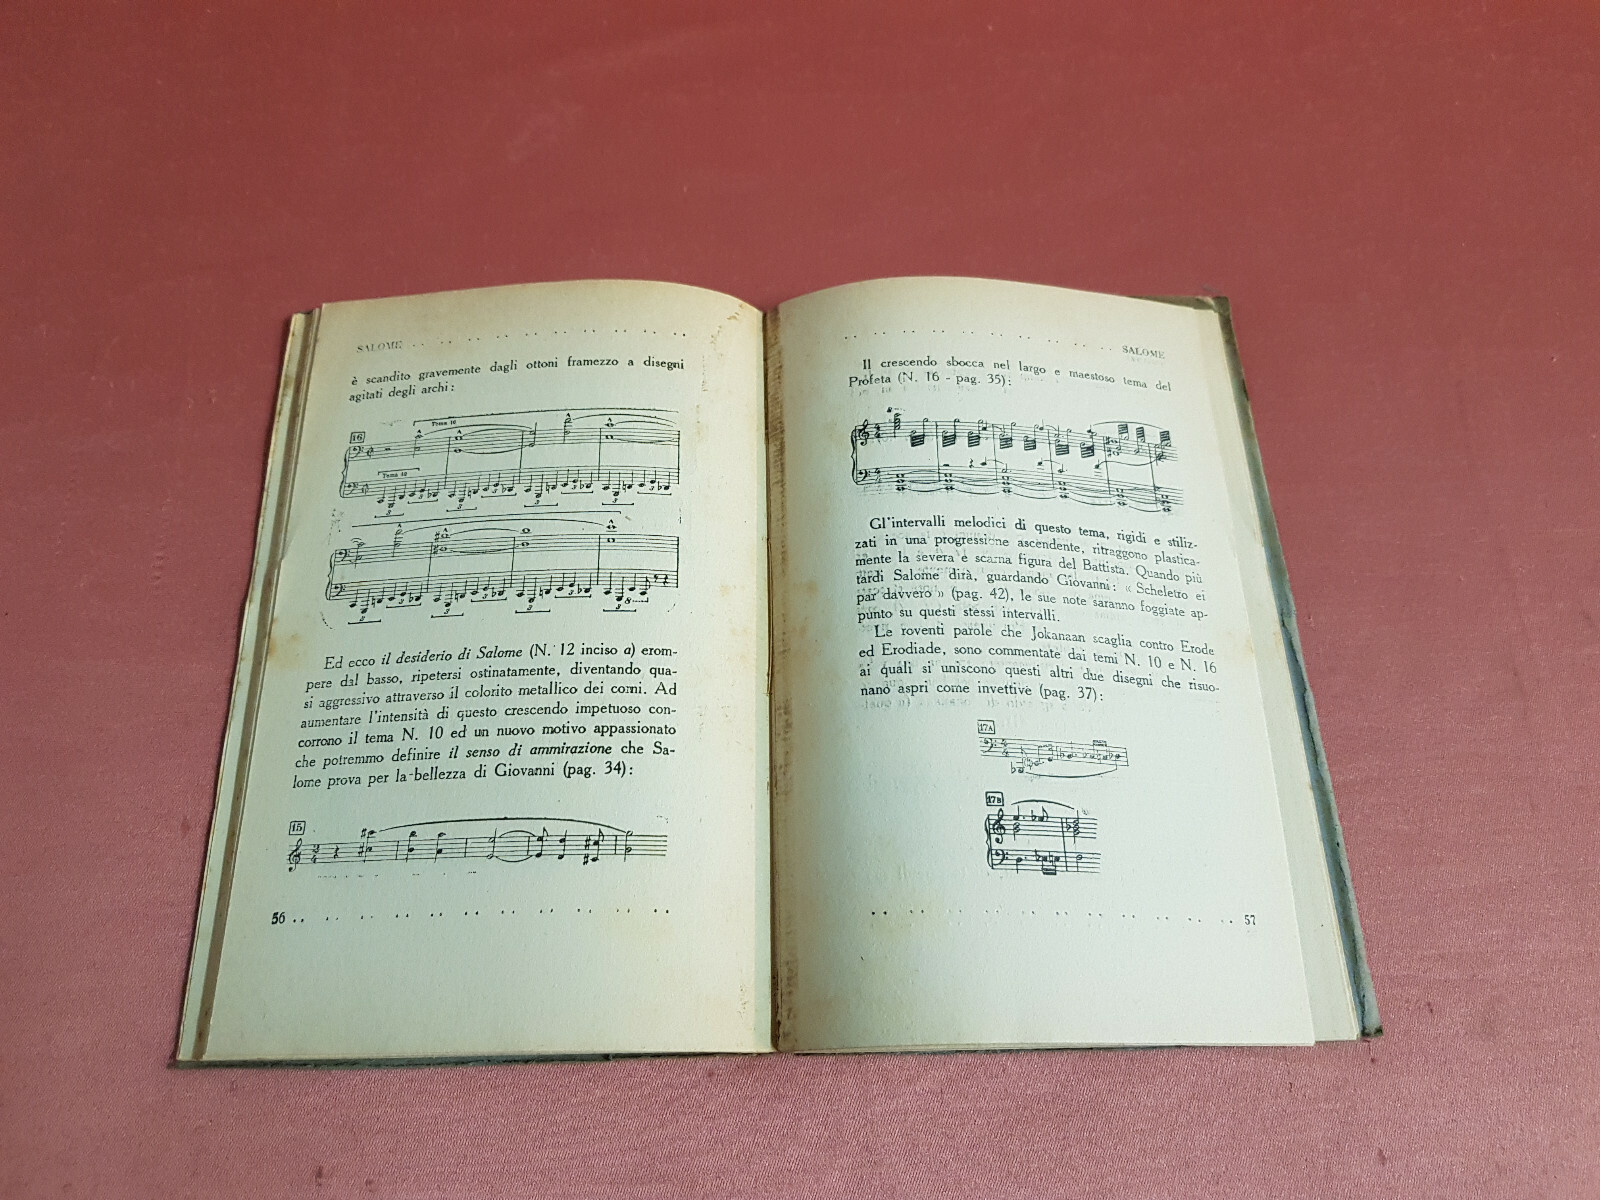 SALOME
è scandito gravemente dagli ottoni framezzo a disegni
agitati degli archi:
16
Tema 10
Tema 12
Ed ecco il desiderio di Salome (N. 12 inciso a) erom-
pere dal basso, ripetersi ostinatamente, diventando qua-
si aggressivo attraverso il colorito metallico dei corni. Ad
aumentare l'intensità di questo crescendo impetuoso con-
corrono il tema N. 10 ed un nuovo motivo appassionato
che potremmo definire il senso di ammirazione che Sa-
lome prova per la bellezza di Giovanni (pag. 34):
15
56
SALOME
Il crescendo sbocca nel largo e maestoso tema del
Profeta (N. 16 - pag. 35):
Gl'intervalli melodici di questo tema, rigidi e stiliz-
zati in una progressione ascendente, ritraggono plastica-
mente la severa e scarna figura del Battista. Quando più
tardi Salome dirà, guardando Giovanni: « Scheletro ei
par davvero » (pag. 42), le sue note saranno foggiate ap-
punto su questi stessi intervalli.
Le roventi parole che Jokanaan scaglia contro Erode
ed Erodiade, sono commentate dai temi N. 10 e N. 16
ai quali si uniscono questi altri due disegni che risuo-
nano aspri come invettive (pag. 37):
17A
17B
57